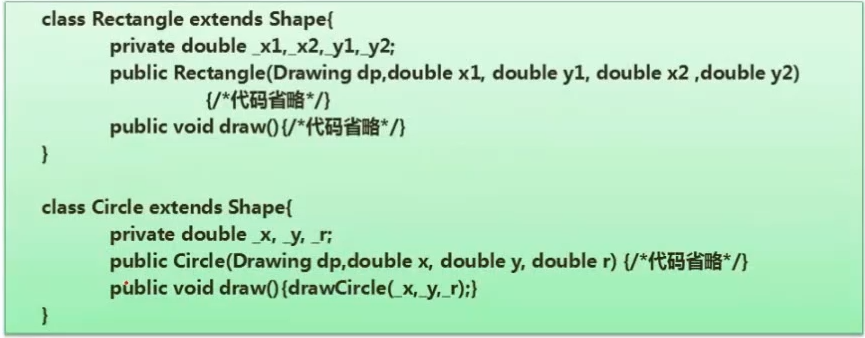 class Rectangle extends Shape{
private double _x1,_x2,_y1,_y2;
public Rectangle(Drawing dp,double x1, double y1, double x2 ,double y2)
{/*代码省略*/}
public void draw(){/*代码省略*/}
}
class Circle extends Shape{
private double _x, _y, _r;
public Circle(Drawing dp,double x, double y, double r) {/*代码省略*/}
public void draw(){drawCircle(_x,_y,_r);}
}